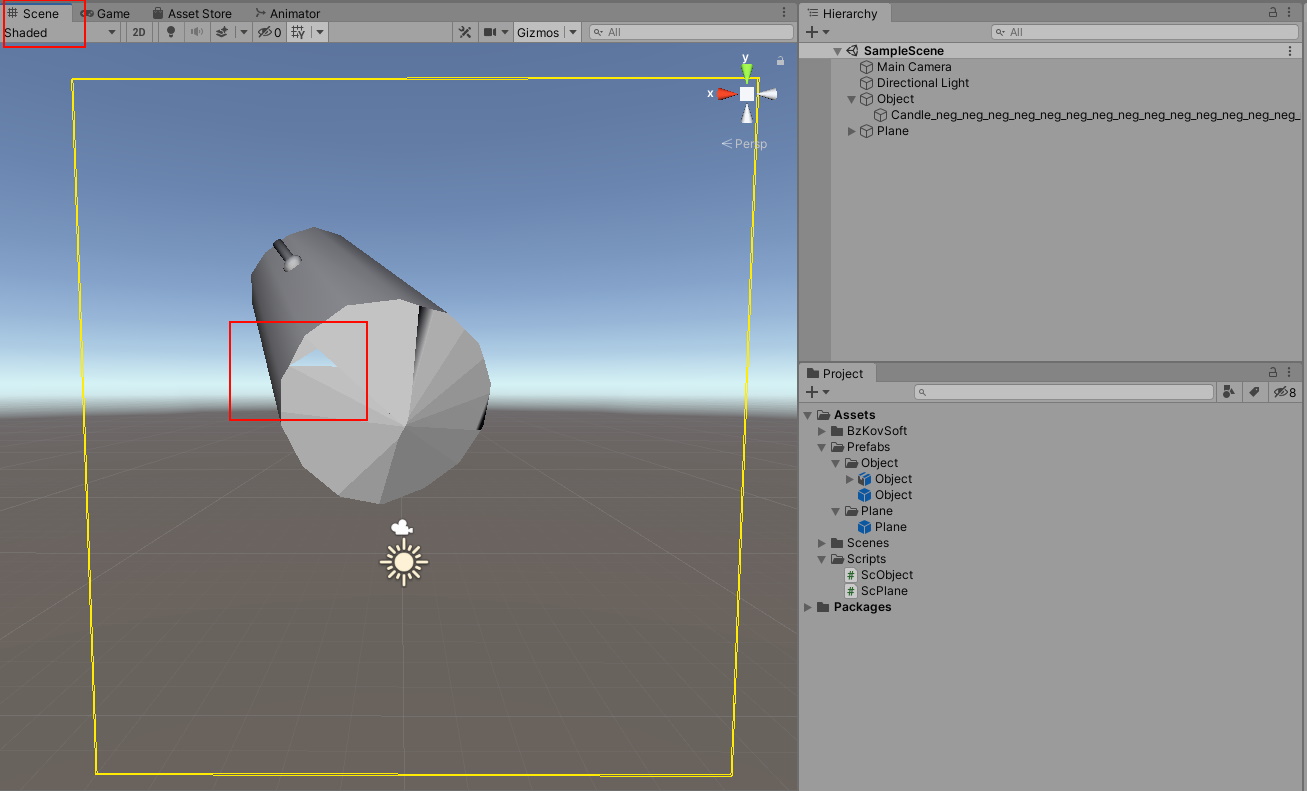 Scene Game Asset Store Animator
Shaded 2D 0 Gizmos All
y
x
Persp
Hierarchy
All
SampleScene
Main Camera
Directional Light
Object
Candle_neg_neg_neg_neg_neg_neg_neg_neg_neg_neg_neg_neg_neg_neg_
Plane
Project
8
Assets
BzKovSoft
Prefabs
Object
Object
Object
Plane
Plane
Scenes
Scripts
# ScObject
# ScPlane
Packages